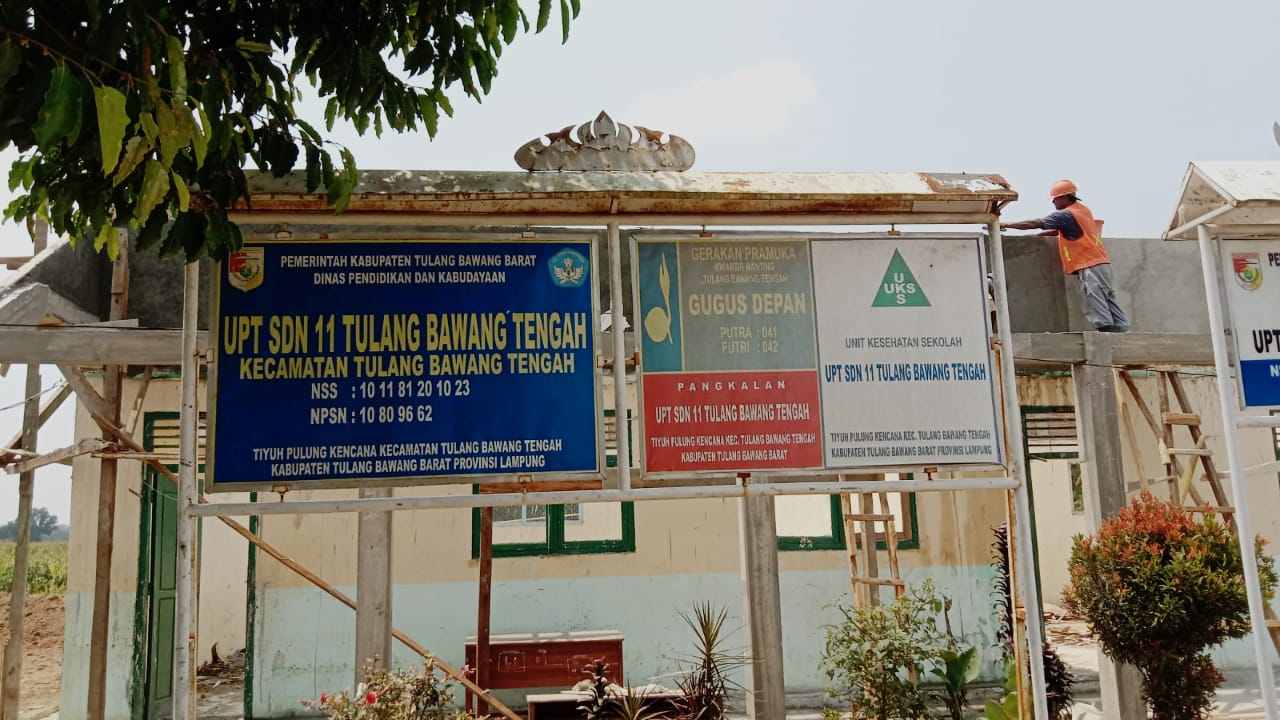 PEMERINTAH KABUPATEN TULANG BAWANG BARAT
DINAS PENDIDIKAN DAN KABUDAYAAN
UPT SDN 11 TULANG BAWANG TENGAH
KECAMATAN TULANG BAWANG TENGAH
NSS : 10 11 81 20 10 23
NPSN : 10 80 96 62
TIYUH PULUNG KENCANA KECAMATAN TULANG BAWANG TENGAH
KABUPATEN TULANG BAWANG BARAT PROVINSI LAMPUNG
GERAKAN PRAMUKA
KWARTIR RANTING
TULANG BAWANG TENGAH
GUGUS DEPAN
PUTRA : 041
PUTRI : 042
PANGKALAN
UPT SDN 11 TULANG BAWANG TENGAH
TIYUH PULUNG KENCANA KEC. TULANG BAWANG TENGAH
KABUPATEN TULANG BAWANG BARAT
U
UKS
S
UNIT KESEHATAN SEKOLAH
UPT SDN 11 TULANG BAWANG TENGAH
TIYUH PULUNG KENCANA KEC. TULANG BAWANG TENGAH
KABUPATEN TULANG BAWANG BARAT PROVINSI LAMPUNG
UPT